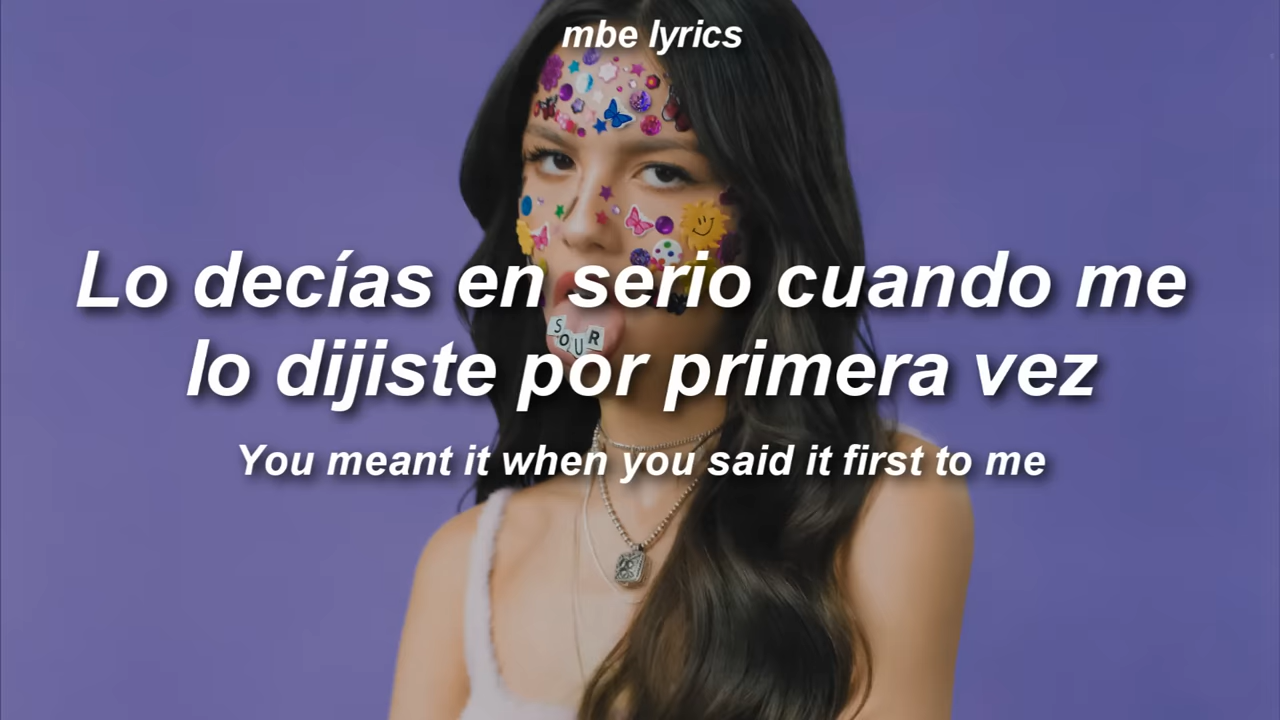 mbe lyrics
Lo decías en serio cuando me
SOUR
lo dijiste por primera vez
You meant it when you said it first to me